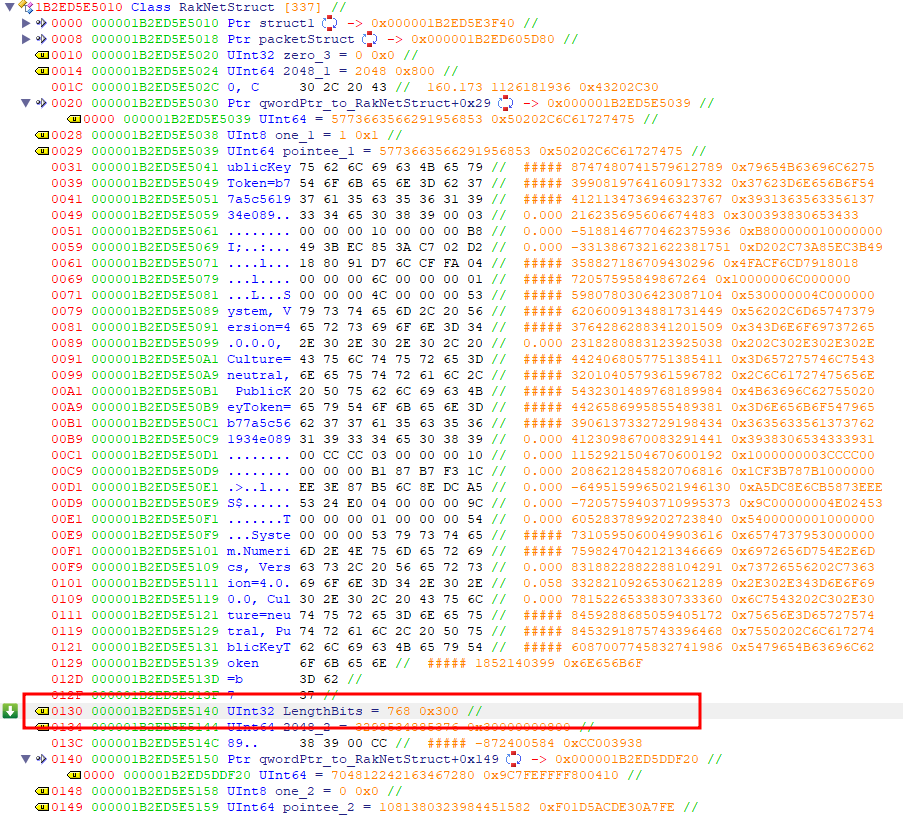 1B2ED5E5010 Class RakNetStruct [337] //
0000 000001B2ED5E5010 Ptr struct1 -> 0x000001B2ED5E3F40 //
0008 000001B2ED5E5018 Ptr packetStruct -> 0x000001B2ED605D80 //
0010 000001B2ED5E5020 UInt32 zero_3 = 0 0x0 //
0014 000001B2ED5E5024 UInt64 2048_1 = 2048 0x800 //
001C 000001B2ED5E502C 0, C 30 2C 20 43 // 160.173 1126181936 0x43202C30
0020 000001B2ED5E5030 Ptr qwordPtr_to_RakNetStruct+0x29 -> 0x000001B2ED5E5039 //
0000 000001B2ED5E5039 UInt64 = 5773663566291956853 0x50202C6C61727475 //
0028 000001B2ED5E5038 UInt8 one_1 = 1 0x1 //
0029 000001B2ED5E5039 UInt64 pointee_1 = 5773663566291956853 0x50202C6C61727475 //
0031 000001B2ED5E5041 ublicKey 75 62 6C 69 63 4B 65 79 // ##### 8747480741579612789 0x79654B63696C6275
0039 000001B2ED5E5049 Token=b7 54 6F 6B 65 6E 3D 62 37 // ##### 3990819764160917332 0x37623D6E656B6F54
0041 000001B2ED5E5051 7a5c5619 37 61 35 63 35 36 31 39 // ##### 4121134736946323767 0x3931363563356137
0049 000001B2ED5E5059 34e089.. 33 34 65 30 38 39 00 03 // 0.000 216235695606674483 0x300393830653433
0051 000001B2ED5E5061 ........ 00 00 00 10 00 00 00 B8 // 0.000 -5188146770462375936 0xB800000010000000
0059 000001B2ED5E5069 I;..:... 49 3B EC 85 3A C7 02 D2 // 0.000 -3313867321622381751 0xD202C73A85EC3B49
0061 000001B2ED5E5071 ....l... 18 80 91 D7 6C CF FA 04 // ##### 358827186709430296 0x4FACF6CD7918018
0069 000001B2ED5E5079 ...l.... 00 00 00 6C 00 00 00 01 // ##### 72057595849867264 0x10000006C000000
0071 000001B2ED5E5081 ...L...S 00 00 00 4C 00 00 00 53 // ##### 5980780306423087104 0x530000004C000000
0079 000001B2ED5E5089 ystem, V 79 73 74 65 6D 2C 20 56 // ##### 6206009134881731449 0x56202C6D65747379
0081 000001B2ED5E5091 ersion=4 65 72 73 69 6F 6E 3D 34 // ##### 3764286288341201509 0x343D6E6F69737265
0089 000001B2ED5E5099 .0.0.0, 2E 30 2E 30 2E 30 2C 20 // 0.000 2318280883123925038 0x202C302E302E302E
0091 000001B2ED5E50A1 Culture= 43 75 6C 74 75 72 65 3D // 0.000 4424068057751385411 0x3D657275746C7543
0099 000001B2ED5E50A9 neutral, 6E 65 75 74 72 61 6C 2C // 0.000 3201040579361596782 0x2C6C61727475656E
00A1 000001B2ED5E50B1 PublicK 20 50 75 62 6C 69 63 4B // ##### 5432301489768189984 0x4B63696C62755020
00A9 000001B2ED5E50B9 eyToken= 65 79 54 6F 6B 65 6E 3D // 0.000 4426586995855489381 0x3D6E656B6F547965
00B1 000001B2ED5E50C1 b77a5c56 62 37 37 61 35 63 35 36 // ##### 3906137332729198434 0x3635633561373762
00B9 000001B2ED5E50C9 1934e089 31 39 33 34 65 30 38 39 // 0.000 4123098670083291441 0x3938306534333931
00C1 000001B2ED5E50D1 ........ 00 CC CC 03 00 00 00 10 // 0.000 1152921504670600192 0x1000000003CCCC00
00C9 000001B2ED5E50D9 ........ 00 00 00 B1 87 B7 F3 1C // 0.000 2086212845820706816 0x1CF3B787B1000000
00D1 000001B2ED5E50E1 .>..l... EE 3E 87 B5 6C 8E DC A5 // 0.000 -6495159965021946130 0xA5DC8E6CB5873EEE
00D9 000001B2ED5E50E9 S$...... 53 24 E0 04 00 00 00 9C // 0.000 -7205759403710995373 0x9C00000004E02453
00E1 000001B2ED5E50F1 .......T 00 00 00 01 00 00 00 54 // 0.000 6052837899202723840 0x5400000001000000
00E9 000001B2ED5E50F9 ...Syste 00 00 00 53 79 73 74 65 // ##### 7310595060049903616 0x6574737953000000
00F1 000001B2ED5E5101 m.Numeri 6D 2E 4E 75 6D 65 72 69 // ##### 7598247042121346669 0x6972656D754E2E6D
00F9 000001B2ED5E5109 cs, Vers 63 73 2C 20 56 65 72 73 // ##### 8318822882288104291 0x737265562​02C7363
0101 000001B2ED5E5111 ion=4.0. 69 6F 6E 3D 34 2E 30 2E // 0.058 3328210926530621289 0x2E302E343D6E6F69
0109 000001B2ED5E5119 0.0, Cul 30 2E 30 2C 20 43 75 6C // ##### 7815226533830733360 0x6C7543202C302E30
0111 000001B2ED5E5121 ture=neu 74 75 72 65 3D 6E 65 75 // ##### 8459288685059405172 0x75656E3D65727574
0119 000001B2ED5E5129 tral, Pu 74 72 61 6C 2C 20 50 75 // ##### 8453291875743396468 0x7550202C6C617274
0121 000001B2ED5E5131 blicKeyT 62 6C 69 63 4B 65 79 54 // ##### 6087007745832741986 0x5479654B63696C62
0129 000001B2ED5E5139 oken 6F 6B 65 6E // ##### 1852140399 0x6E656B6F
012D 000001B2ED5E513D =b 3D 62 //
012F 000001B2ED5E513F 7 37 //
0130 000001B2ED5E5140 UInt32 LengthBits = 768 0x300 //
0134 000001B2ED5E5144 UInt64 2048_2 = 3298534885376 0x30000000800 //
013C 000001B2ED5E514C 89.. 38 39 00 CC // ##### -872400584 0xCC003938
0140 000001B2ED5E5150 Ptr qwordPtr_to_RakNetStruct+0x149 -> 0x000001B2ED5DDF20 //
0000 000001B2ED5DDF20 UInt64 = 704812242163467280 0x9C7FEFFFF800410 //
0148 000001B2ED5E5158 UInt8 one_2 = 0 0x0 //
0149 000001B2ED5E5159 UInt64 pointee_2 = 1081380323984451582 0xF01D5ACDE30A7FE //